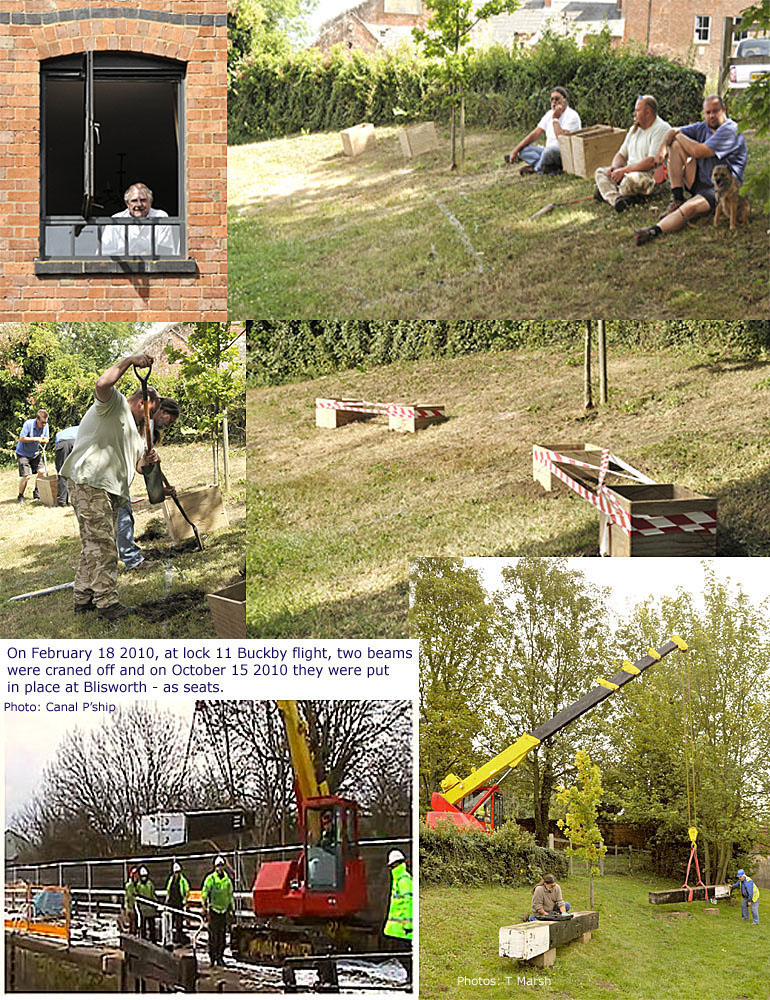 On February 18 2010, at lock 11 Buckby flight, two beams
were craned off and on October 15 2010 they were put
in place at Blisworth - as seats.
Photo: Canal P'ship
Photos: T Marsh